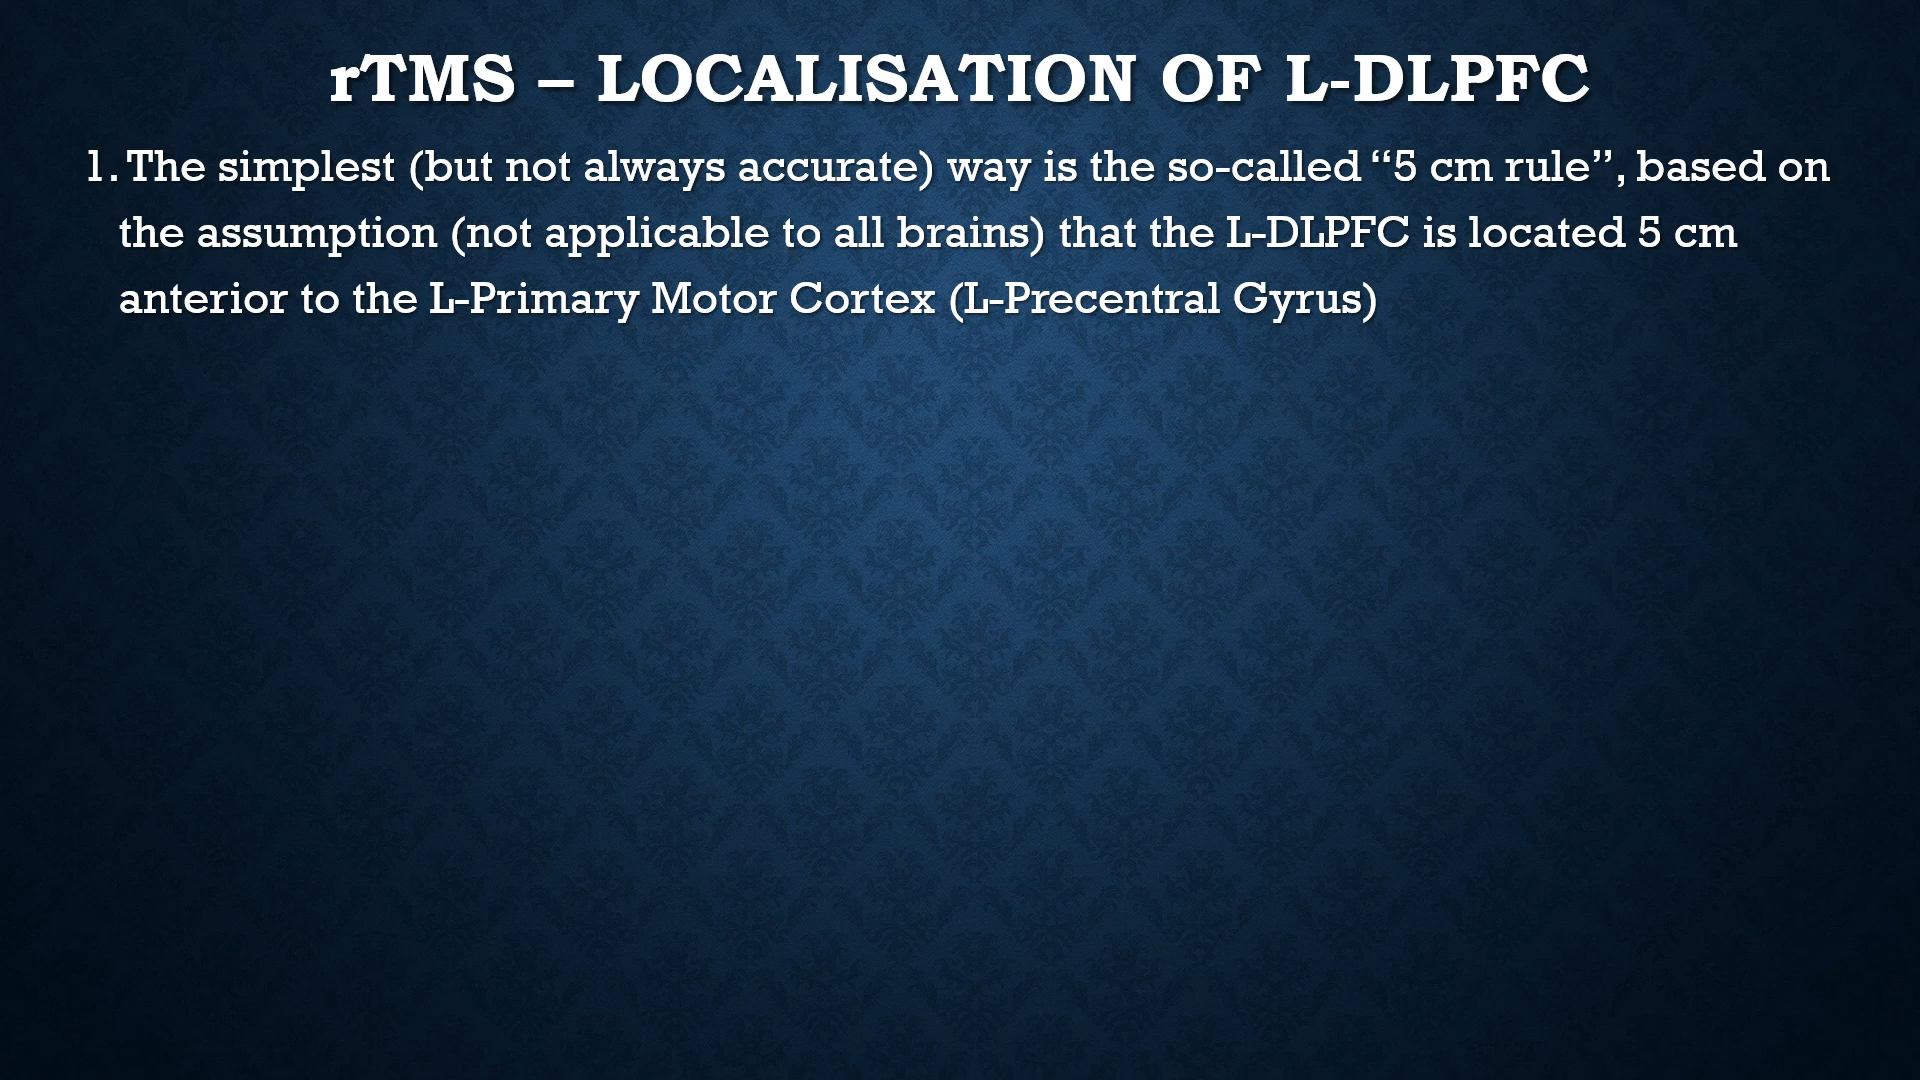 rTMS – LOCALISATION OF L-DLPFC
1. The simplest (but not always accurate) way is the so-called “5 cm rule”, based on
the assumption (not applicable to all brains) that the L-DLPFC is located 5 cm
anterior to the L-Primary Motor Cortex (L-Precentral Gyrus)